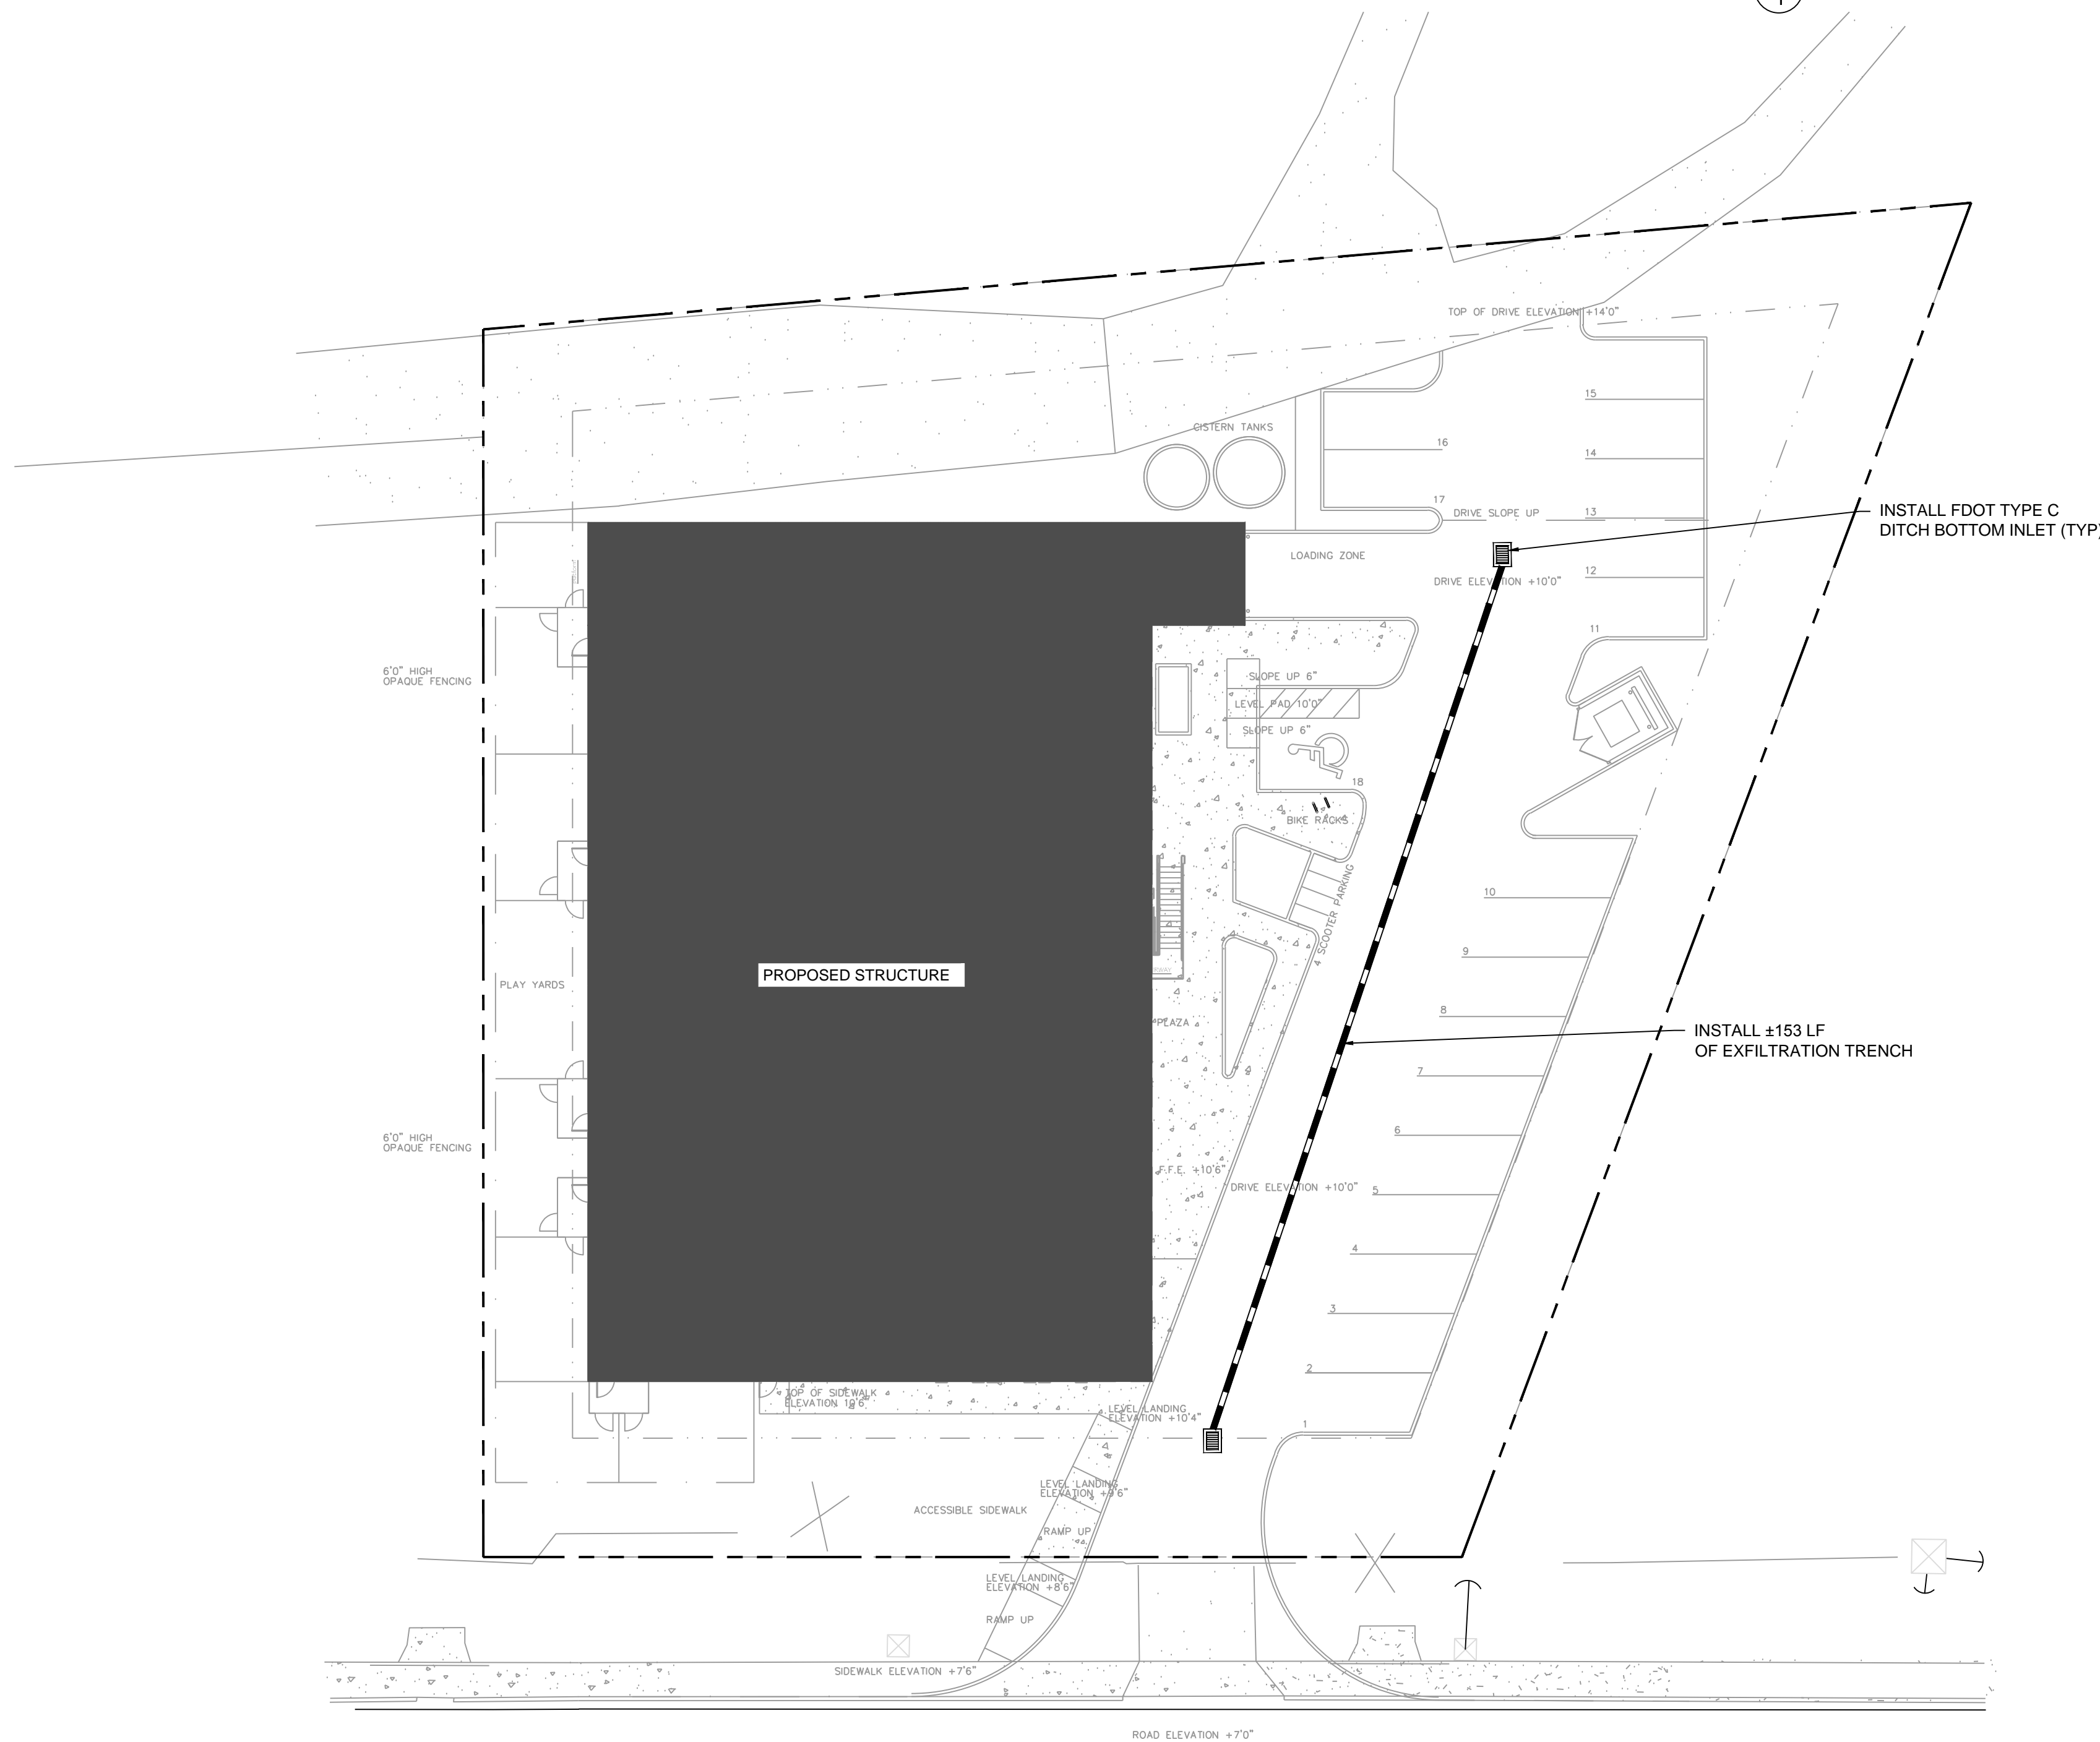 TOP OF DRIVE ELEVATION +14'0"
15
CISTERN TANKS
16
14
17
DRIVE SLOPE UP
13
INSTALL FDOT TYPE C
DITCH BOTTOM INLET (TYP)
LOADING ZONE
12
DRIVE ELEVATION +10'0"
11
6'0" HIGH
OPAQUE FENCING
SLOPE UP 6"
LEVEL PAD 10'0"
SLOPE UP 6"
18
BIKE RACKS
4 SCOOTER PARKING
10
9
PROPOSED STRUCTURE
PLAY YARDS
8
PLAZA
INSTALL ±153 LF
OF EXFILTRATION TRENCH
7
6
6'0" HIGH
OPAQUE FENCING
F.F.E. +10'6"
DRIVE ELEVATION +10'0"
5
4
3
2
TOP OF SIDEWALK
ELEVATION 10'6"
LEVEL LANDING
ELEVATION +10'4"
1
LEVEL LANDING
ELEVATION +9'6"
ACCESSIBLE SIDEWALK
RAMP UP
LEVEL LANDING
ELEVATION +8'6"
RAMP UP
SIDEWALK ELEVATION +7'6"
ROAD ELEVATION +7'0"